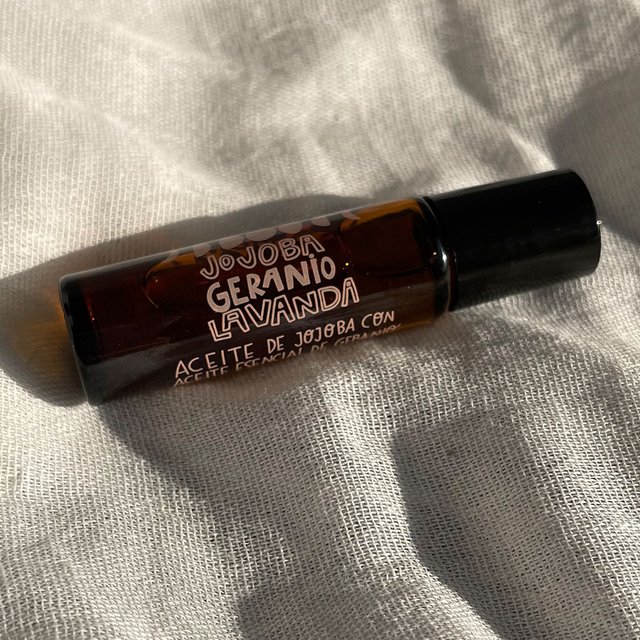 JOJOBA
GERANIO
LAVANDA
ACEITE DE JOJOBA CON
ACEITE ESENCIAL DE GERANIO